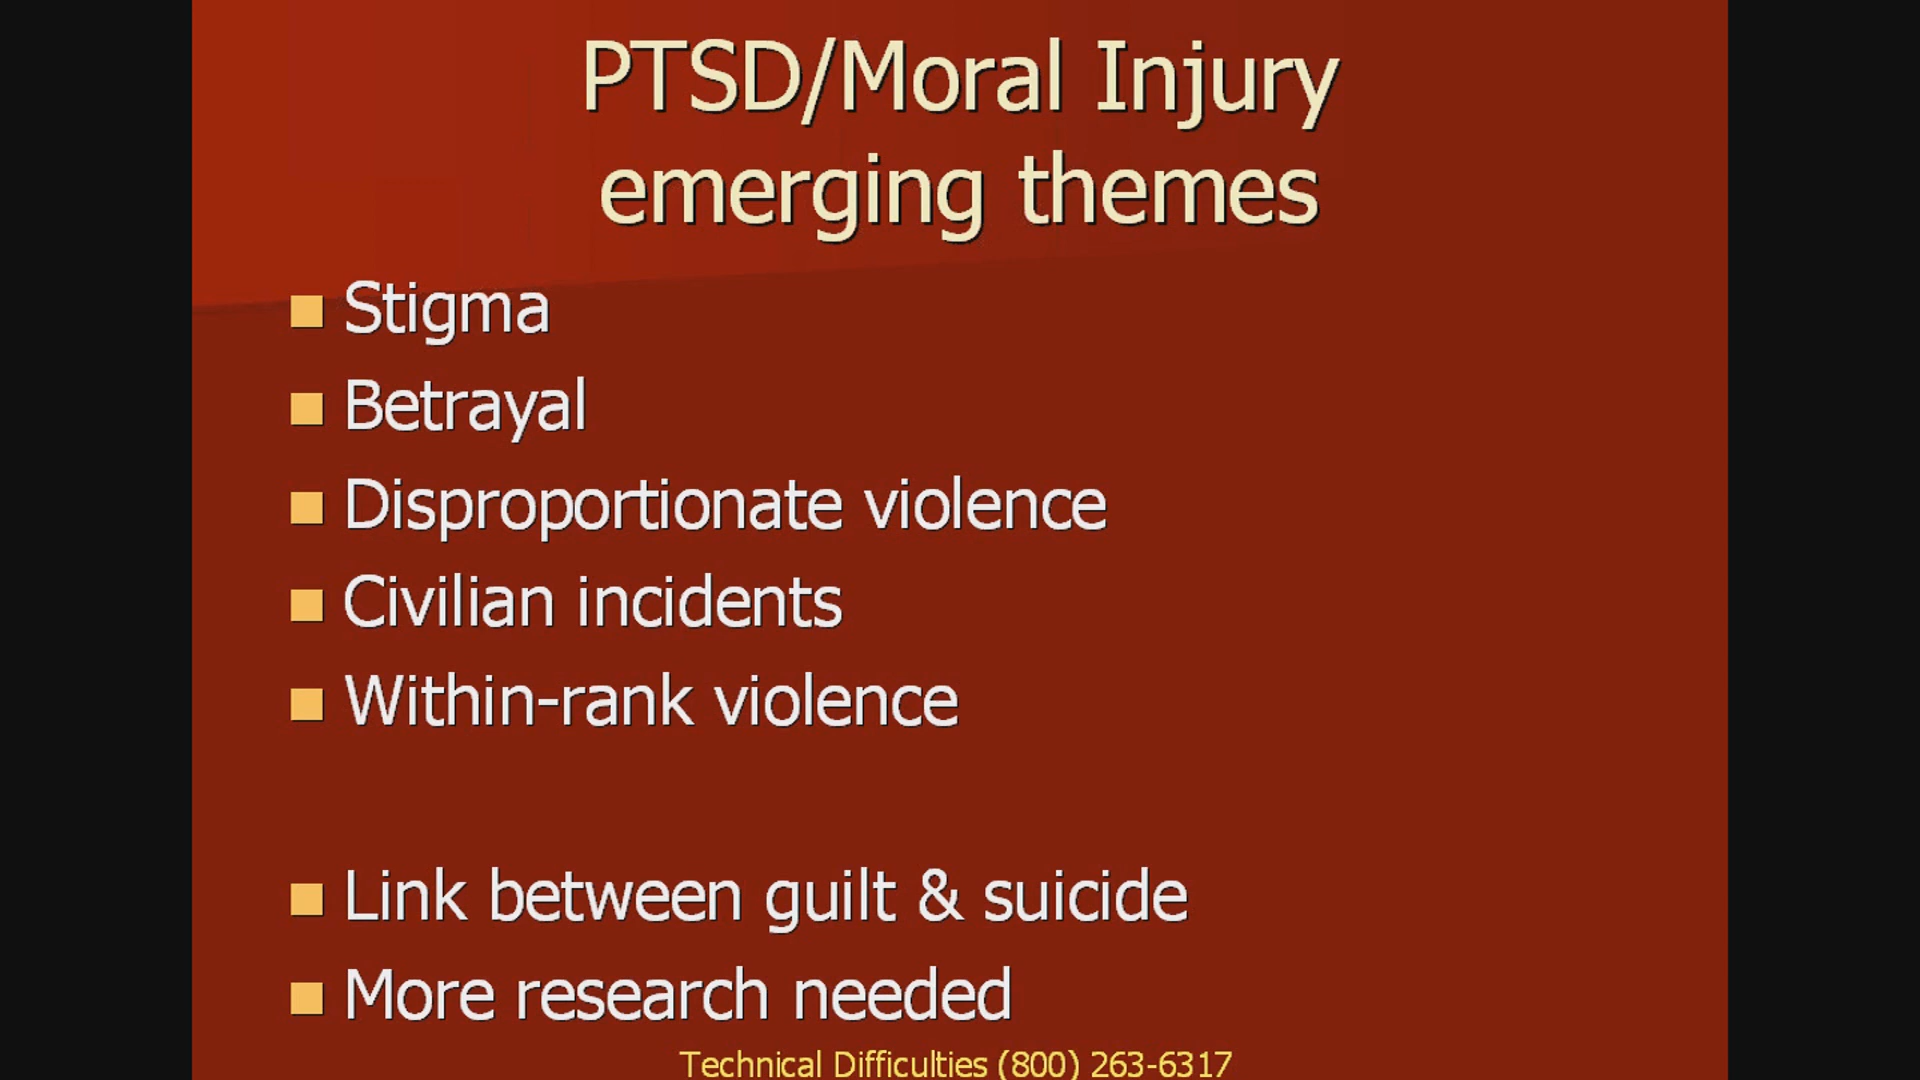 PTSD/Moral Injury
emerging themes
Stigma
Betrayal
Disproportionate violence
Civilian incidents
Within-rank violence
Link between guilt & suicide
More research needed
Technical Difficulties (800) 263-6317